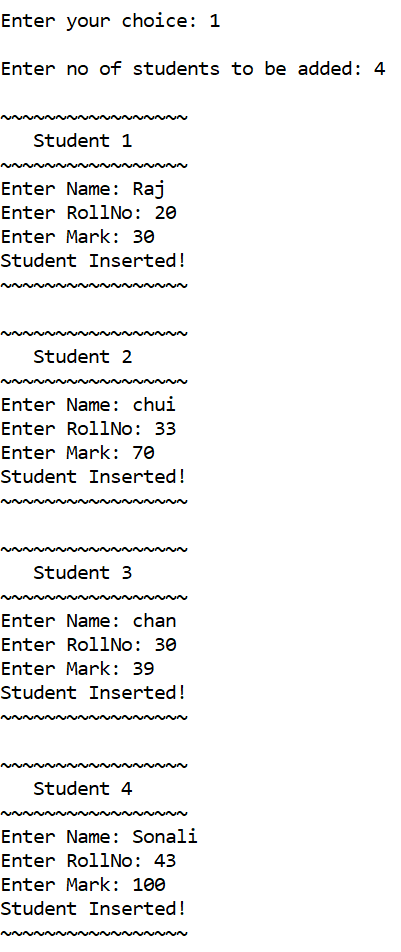 Enter your choice: 1
Enter no of students to be added: 4
~~~~~~~~~~~~~~~~~
Student 1
~~~~~~~~~~~~~~~~~
Enter Name: Raj
Enter RollNo: 20
Enter Mark: 30
Student Inserted!
~~~~~~~~~~~~~~~~~
~~~~~~~~~~~~~~~~~
Student 2
~~~~~~~~~~~~~~~~~
Enter Name: chui
Enter RollNo: 33
Enter Mark: 70
Student Inserted!
~~~~~~~~~~~~~~~~~
~~~~~~~~~~~~~~~~~
Student 3
~~~~~~~~~~~~~~~~~
Enter Name: chan
Enter RollNo: 30
Enter Mark: 39
Student Inserted!
~~~~~~~~~~~~~~~~~
~~~~~~~~~~~~~~~~~
Student 4
~~~~~~~~~~~~~~~~~
Enter Name: Sonali
Enter RollNo: 43
Enter Mark: 100
Student Inserted!
~~~~~~~~~~~~~~~~~